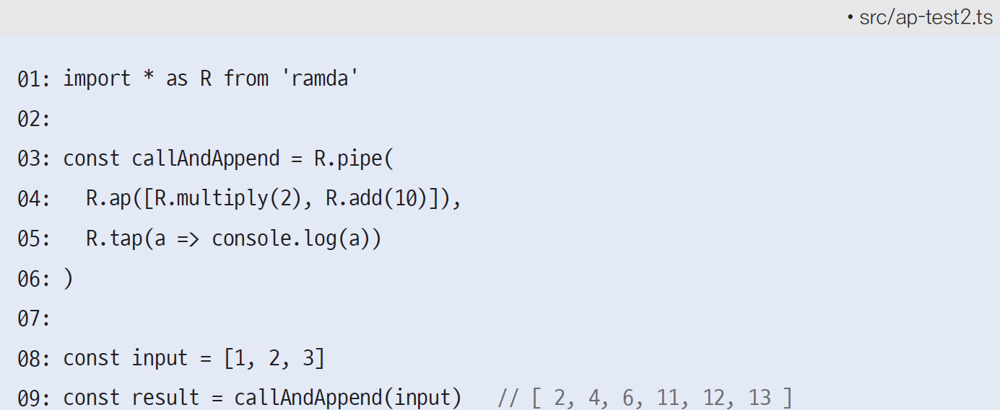 • src/ap-test2.ts
01: import * as R from 'ramda'
02:
03: const callAndAppend = R.pipe(
04:   R.ap([R.multiply(2), R.add(10)]),
05:   R.tap(a => console.log(a))
06: )
07:
08: const input = [1, 2, 3]
09: const result = callAndAppend(input)   // [ 2, 4, 6, 11, 12, 13 ]